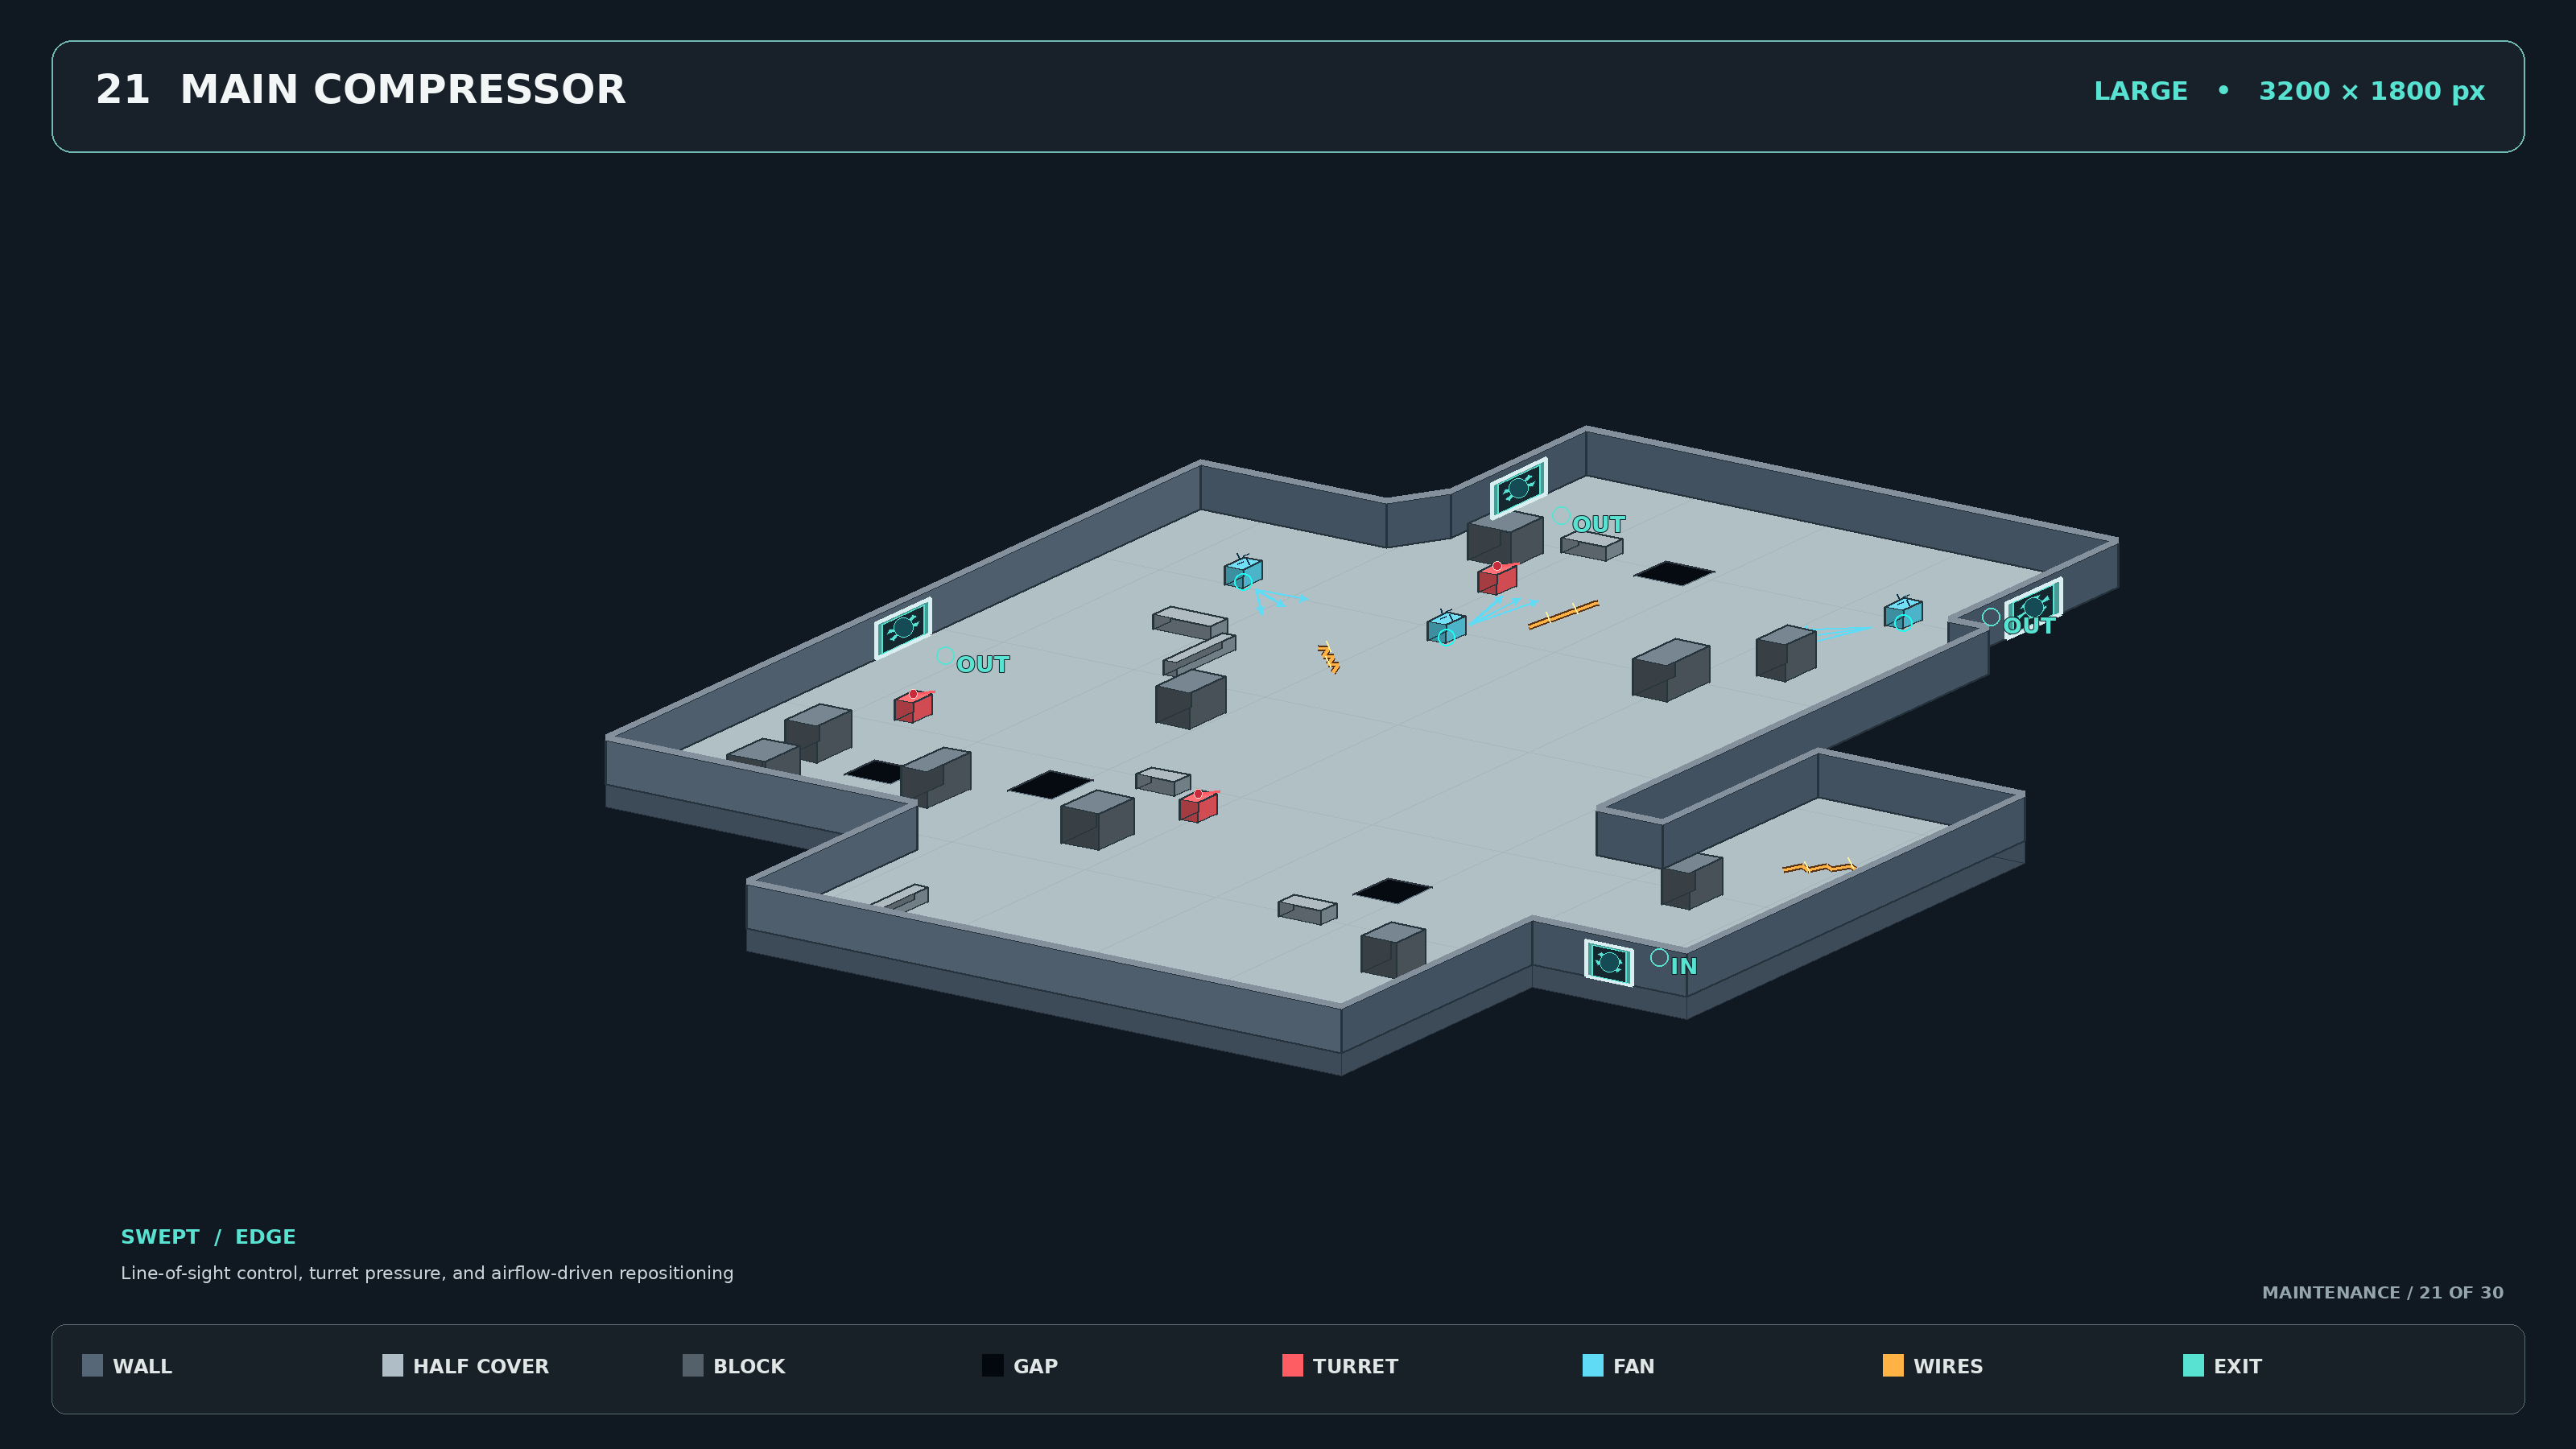 21 MAIN COMPRESSOR
LARGE • 3200 × 1800 px
OUT
OUT
OUT
IN
SWEPT / EDGE
Line-of-sight control, turret pressure, and airflow-driven repositioning
MAINTENANCE / 21 OF 30
WALL
HALF COVER
BLOCK
GAP
TURRET
FAN
WIRES
EXIT